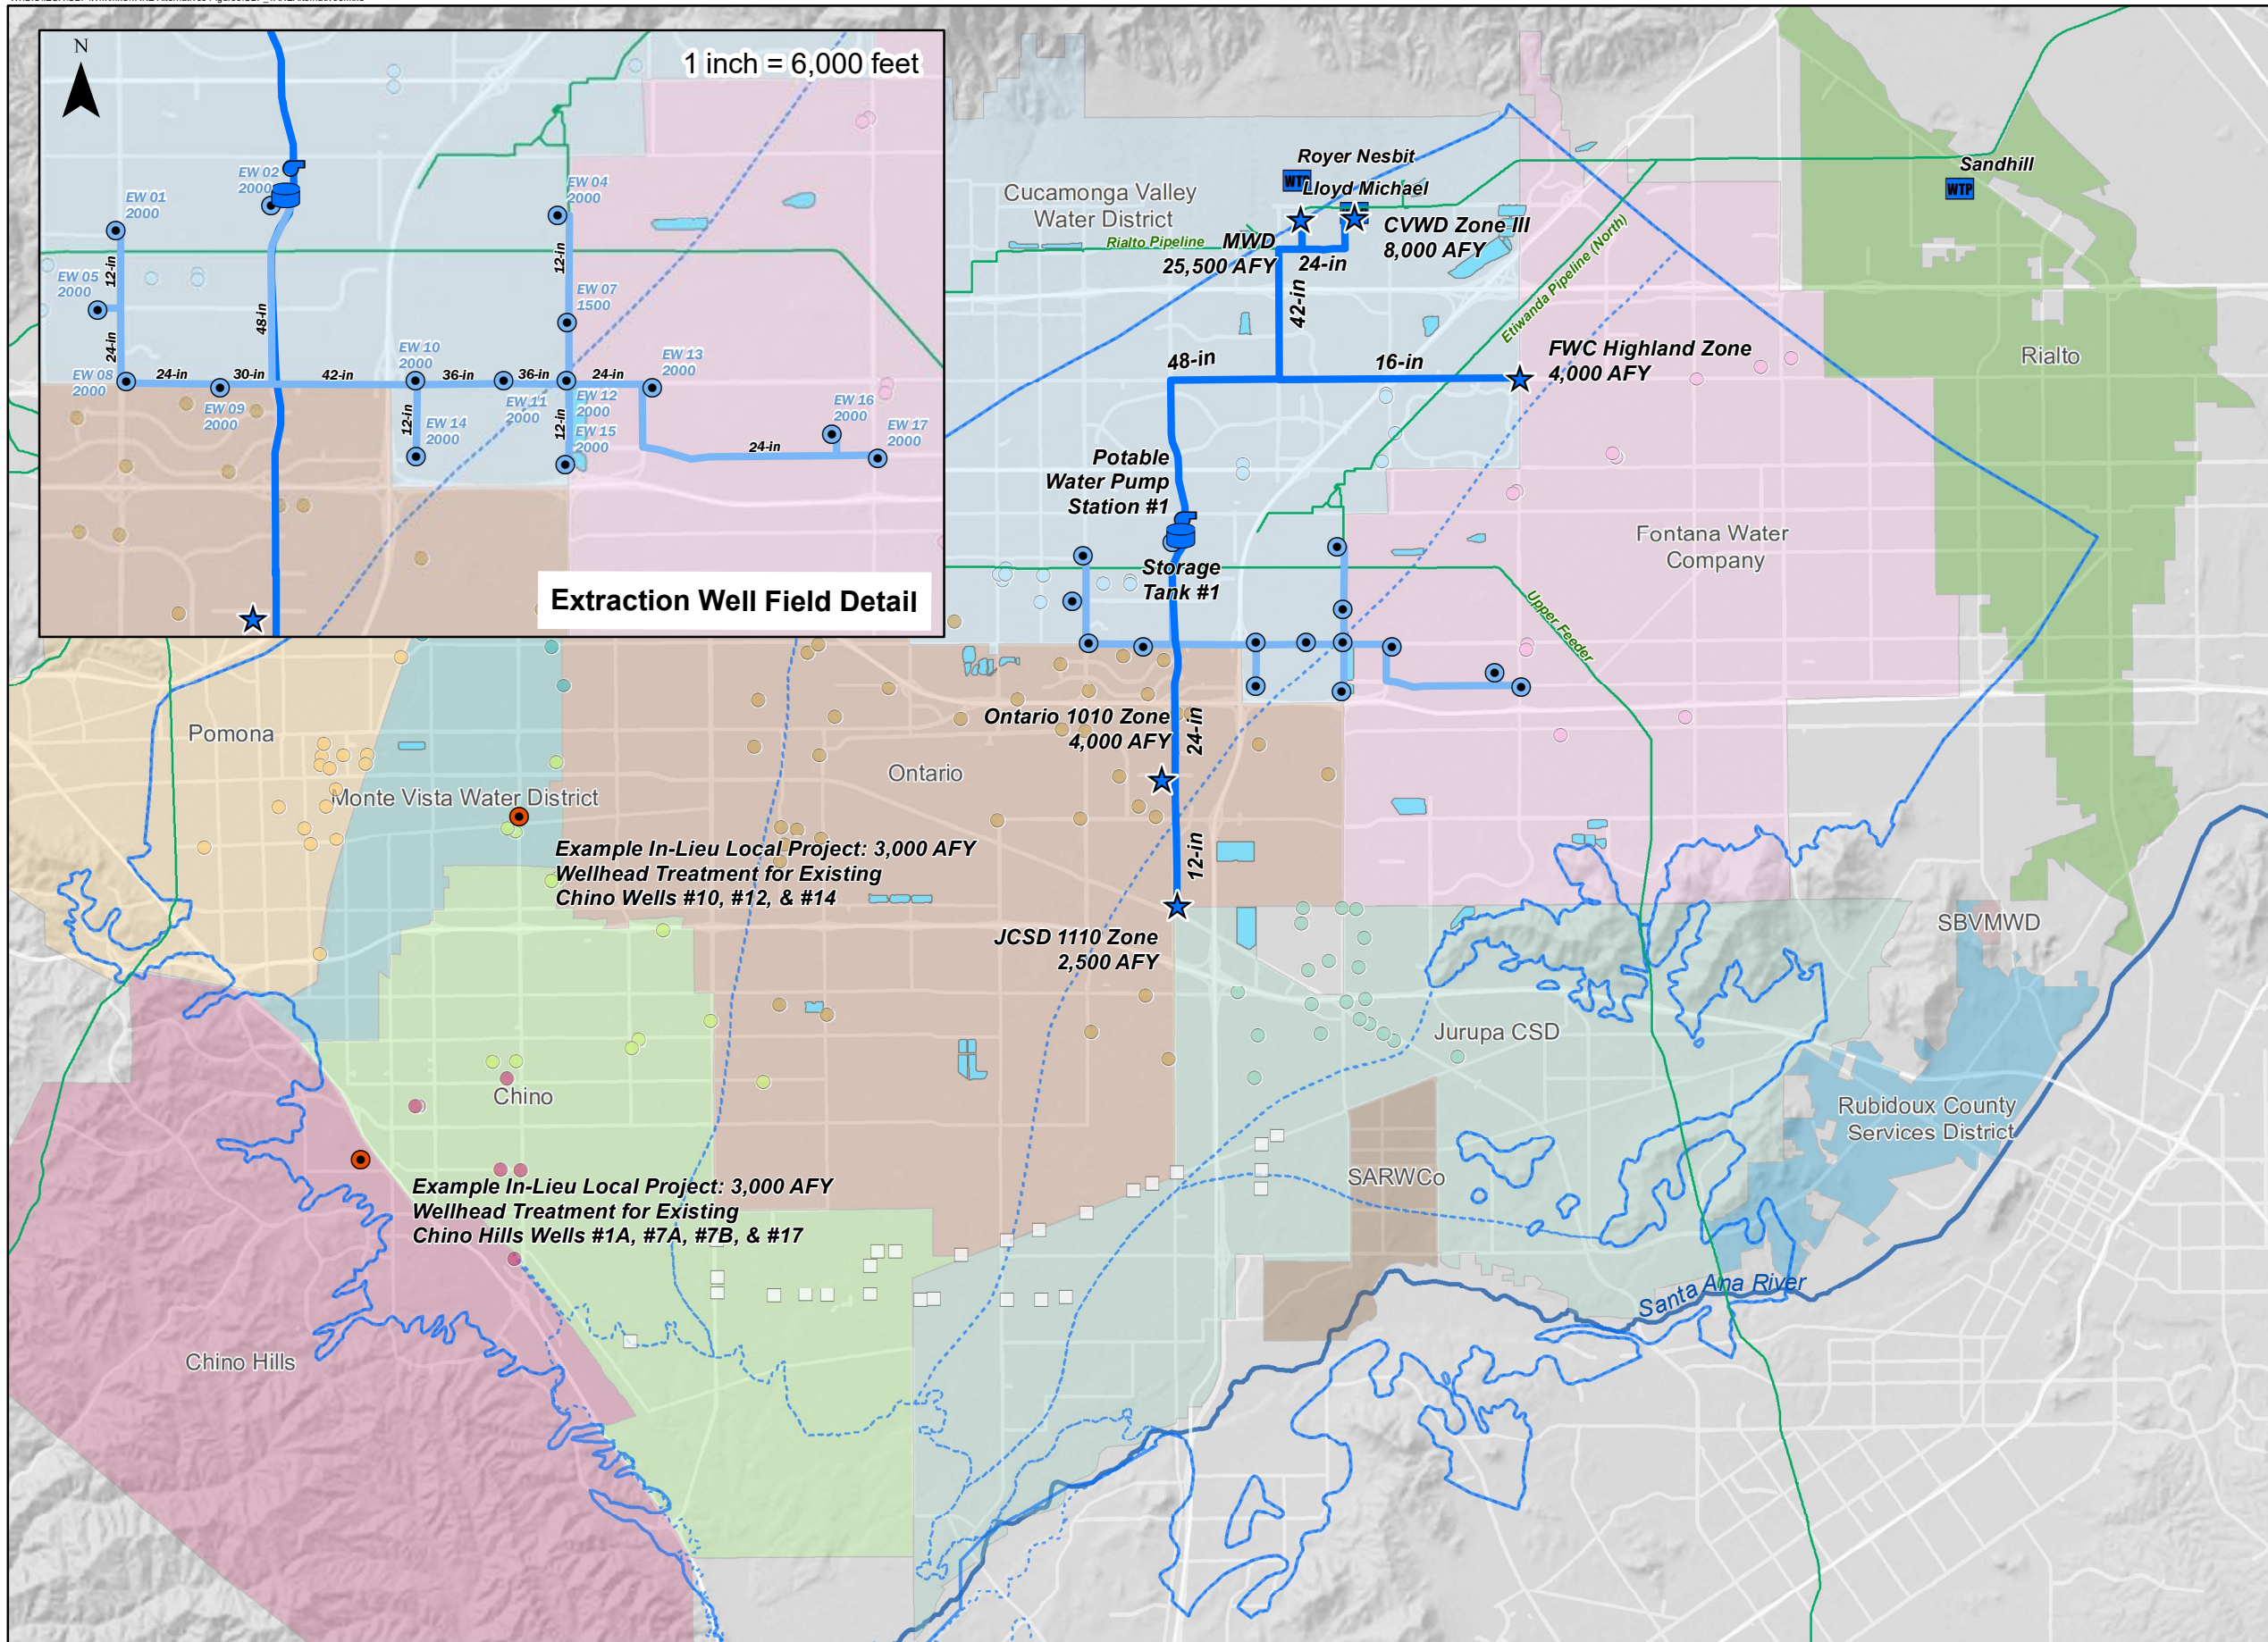 N
1 inch = 6,000 feet
EW 02
2000
EW 01
2000
EW 04
2000
12-in
12-in
EW 05
2000
EW 07
1500
48-in
24-in
EW 08
2000
24-in
30-in
42-in
EW 10
2000
36-in
36-in
24-in
EW 13
2000
EW 09
2000
12-in
EW 14
2000
EW 11
2000
EW 12
2000
12-in
EW 15
2000
EW 16
2000
EW 17
2000
24-in
Extraction Well Field Detail
Royer Nesbit
WTP
Lloyd Michael
Sandhill
WTP
Cucamonga Valley
Water District
Rialto Pipeline
MWD
25,500 AFY
24-in
CVWD Zone III
8,000 AFY
42-in
Etiwanda Pipeline (North)
48-in
16-in
FWC Highland Zone
4,000 AFY
Rialto
Potable
Water Pump
Station #1
Storage
Tank #1
Fontana Water
Company
Upper Feeder
Pomona
Ontario 1010 Zone
4,000 AFY
24-in
Ontario
Monte Vista Water District
Example In-Lieu Local Project: 3,000 AFY
Wellhead Treatment for Existing
Chino Wells #10, #12, & #14
12-in
JCSD 1110 Zone
2,500 AFY
SBVMWD
Jurupa CSD
Chino
Rubidoux County
Services District
SARWCo
Example In-Lieu Local Project: 3,000 AFY
Wellhead Treatment for Existing
Chino Hills Wells #1A, #7A, #7B, & #17
Santa Ana River
Chino Hills